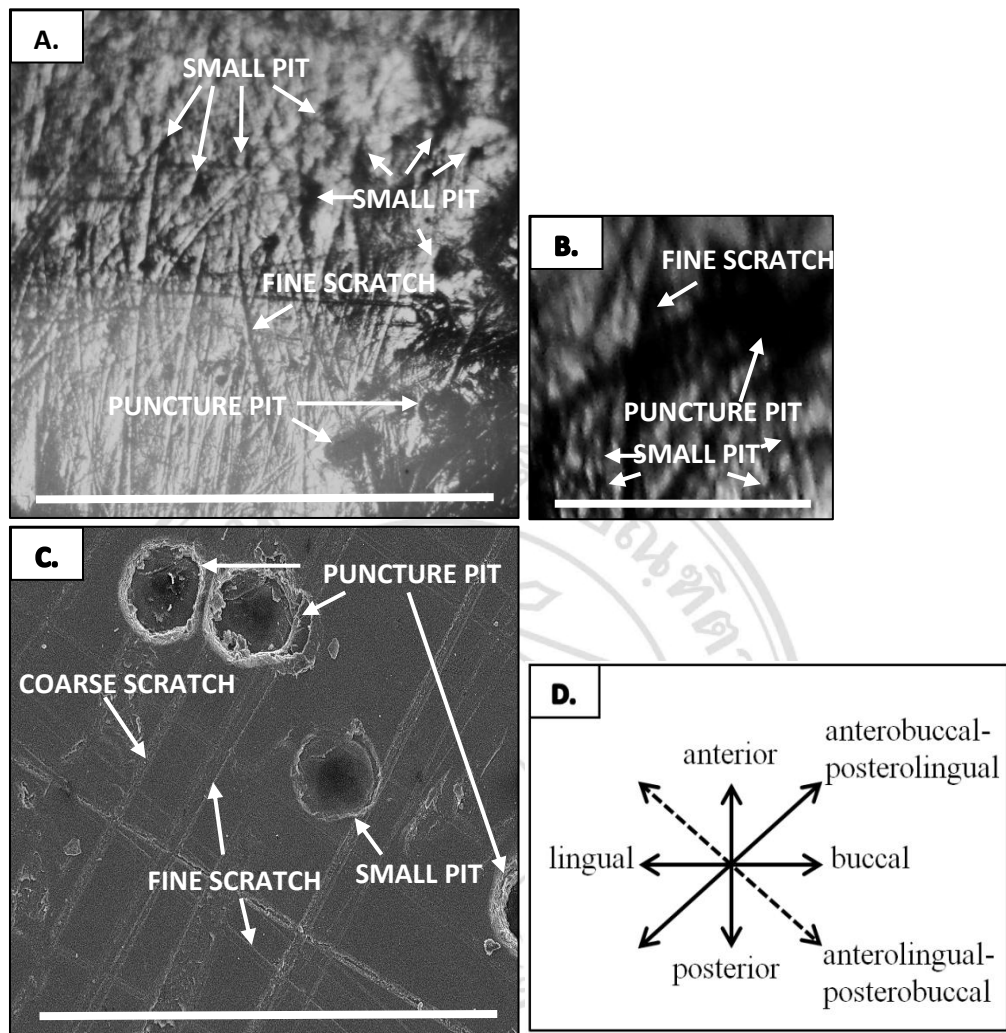 A.
SMALL PIT
SMALL PIT
FINE SCRATCH
PUNCTURE PIT
B.
FINE SCRATCH
PUNCTURE PIT
SMALL PIT
C.
PUNCTURE PIT
COARSE SCRATCH
SMALL PIT
FINE SCRATCH
D.
anterior
anterobuccal-
posterolingual
lingual
buccal
posterior
anterolingual-
posterobuccal